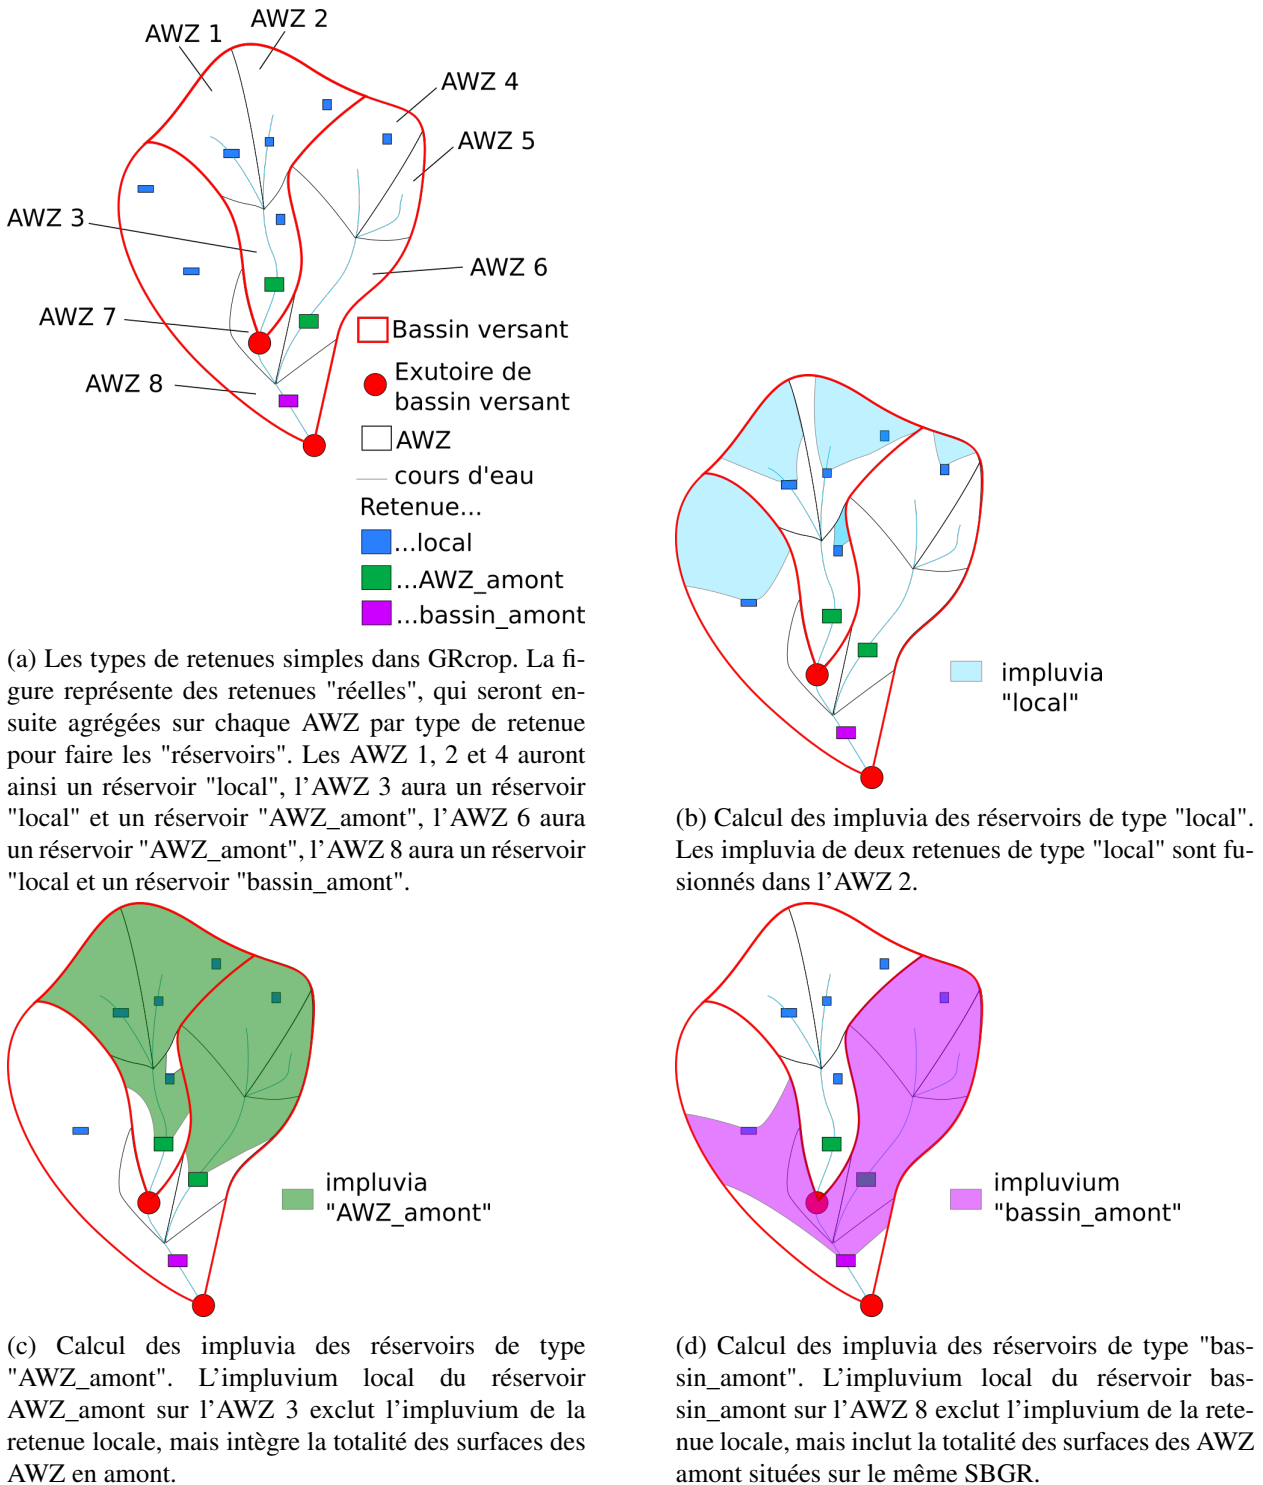 AWZ 1
AWZ 2
AWZ 4
AWZ 5
AWZ 3
AWZ 6
AWZ 7
AWZ 8
Bassin versant
Exutoire de
bassin versant
AWZ
cours d'eau
Retenue...
...local
...AWZ_amont
...bassin_amont
(a) Les types de retenues simples dans GRcrop. La fi-
gure représente des retenues "réelles", qui seront en-
suite agrégées sur chaque AWZ par type de retenue
pour faire les "réservoirs". Les AWZ 1, 2 et 4 auront
ainsi un réservoir "local", l'AWZ 3 aura un réservoir
"local" et un réservoir "AWZ_amont", l'AWZ 6 aura
un réservoir "AWZ_amont", l'AWZ 8 aura un réservoir
"local et un réservoir "bassin_amont".
impluvia
"local"
(b) Calcul des impluvia des réservoirs de type "local".
Les impluvia de deux retenues de type "local" sont fu-
sionnés dans l'AWZ 2.
impluvia
"AWZ_amont"
(c) Calcul des impluvia des réservoirs de type
"AWZ_amont". L'impluvium local du réservoir
AWZ_amont sur l'AWZ 3 exclut l'impluvium de la
retenue locale, mais intègre la totalité des surfaces des
AWZ en amont.
impluvium
"bassin_amont"
(d) Calcul des impluvia des réservoirs de type "bas-
sin_amont". L'impluvium local du réservoir bas-
sin_amont sur l'AWZ 8 exclut l'impluvium de la rete-
nue locale, mais inclut la totalité des surfaces des AWZ
amont situées sur le même SBGR.